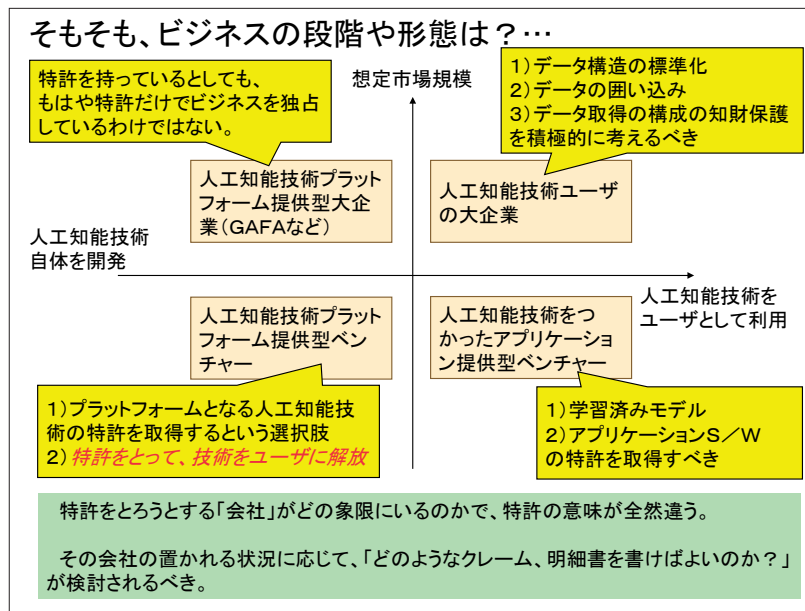 そもそも、ビジネスの段階や形態は？…
特許を持っているとしても、
もはや特許だけでビジネスを独占
しているわけではない。
想定市場規模
１）データ構造の標準化
２）データの囲い込み
３）データ取得の構成の知財保護
を積極的に考えるべき
人工知能技術プラット
フォーム提供型大企
業（GAFAなど）
人工知能技術ユーザ
の大企業
人工知能技術
自体を開発
人工知能技術を
ユーザとして利用
人工知能技術プラット
フォーム提供型ベン
チャー
人工知能技術をつ
かったアプリケーショ
ン提供型ベンチャー
１）プラットフォームとなる人工知能技
術の特許を取得するという選択肢
２）特許をとって、技術をユーザに解放
１）学習済みモデル
２）アプリケーションＳ／Ｗ
の特許を取得すべき
特許をとろうとする「会社」がどの象限にいるのかで、特許の意味が全然違う。
その会社の置かれる状況に応じて、「どのようなクレーム、明細書を書けばよいのか？」
が検討されるべき。